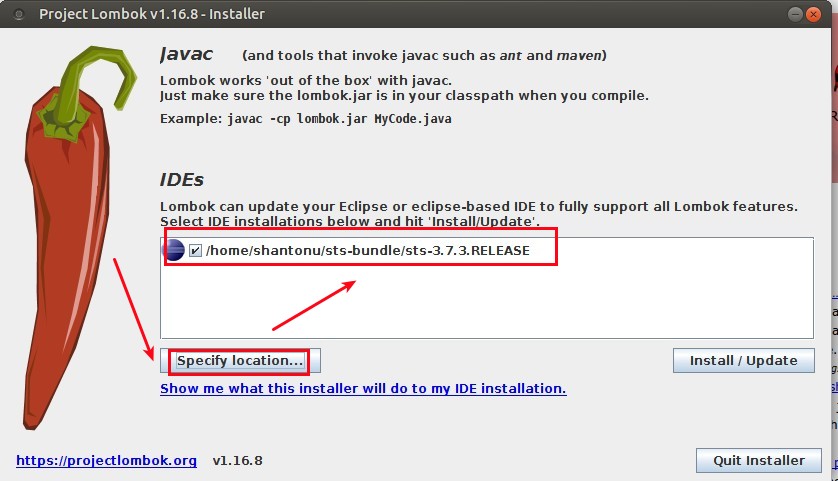 Project Lombok v1.16.8 - Installer
Javac (and tools that invoke javac such as ant and maven)
Lombok works 'out of the box' with javac.
Just make sure the lombok.jar is in your classpath when you compile.
Example: javac -cp lombok.jar MyCode.java
IDEs
Lombok can update your Eclipse or eclipse-based IDE to fully support all Lombok features.
Select IDE installations below and hit 'Install/Update'.
/home/shantonu/sts-bundle/sts-3.7.3.RELEASE
Specify location... Install / Update
Show me what this installer will do to my IDE installation.
https://projectlombok.org v1.16.8 Quit Installer